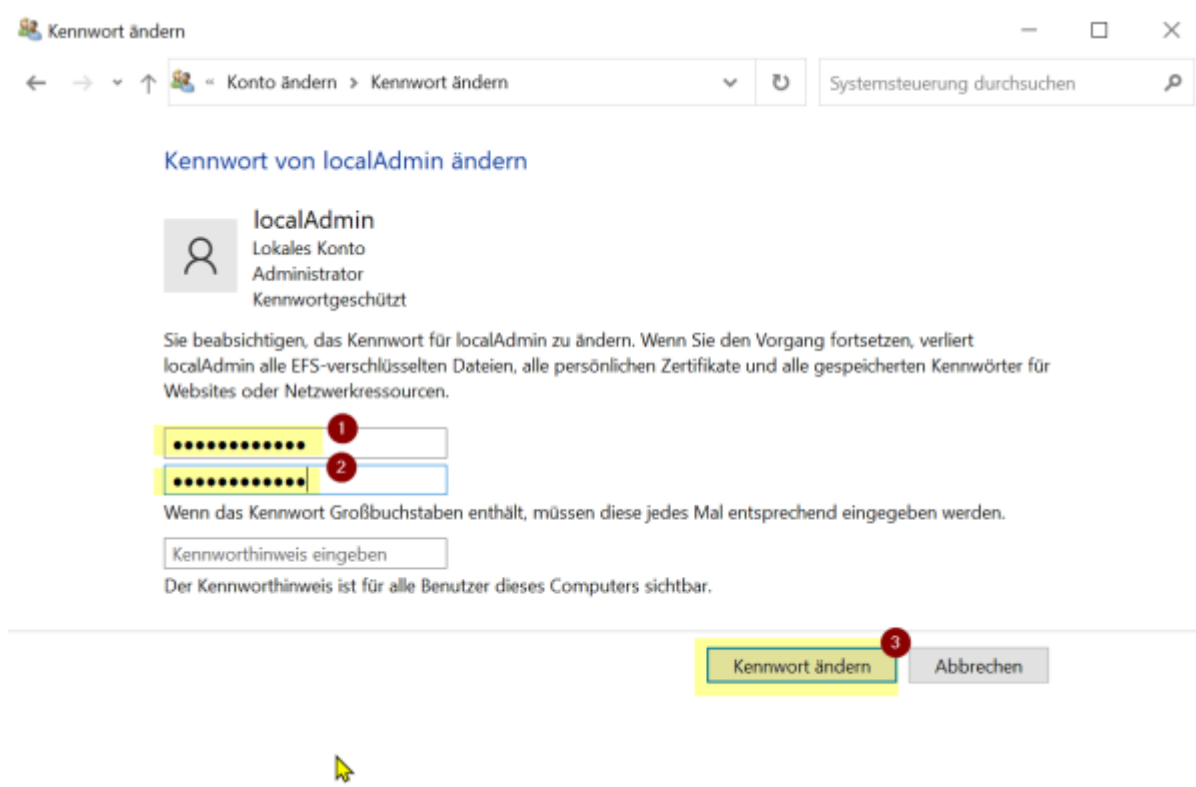 Kennwort ändern
« Konto ändern > Kennwort ändern
Systemsteuerung durchsuchen
Kennwort von localAdmin ändern
localAdmin
Lokales Konto
Administrator
Kennwortgeschützt
Sie beabsichtigen, das Kennwort für localAdmin zu ändern. Wenn Sie den Vorgang fortsetzen, verliert
localAdmin alle EFS-verschlüsselten Dateien, alle persönlichen Zertifikate und alle gespeicherten Kennwörter für
Websites oder Netzwerkressourcen.
●●●●●●●●●●●● 1
●●●●●●●●●●●● 2
Wenn das Kennwort Großbuchstaben enthält, müssen diese jedes Mal entsprechend eingegeben werden.
Kennworthinweis eingeben
Der Kennworthinweis ist für alle Benutzer dieses Computers sichtbar.
3
Kennwort ändern Abbrechen